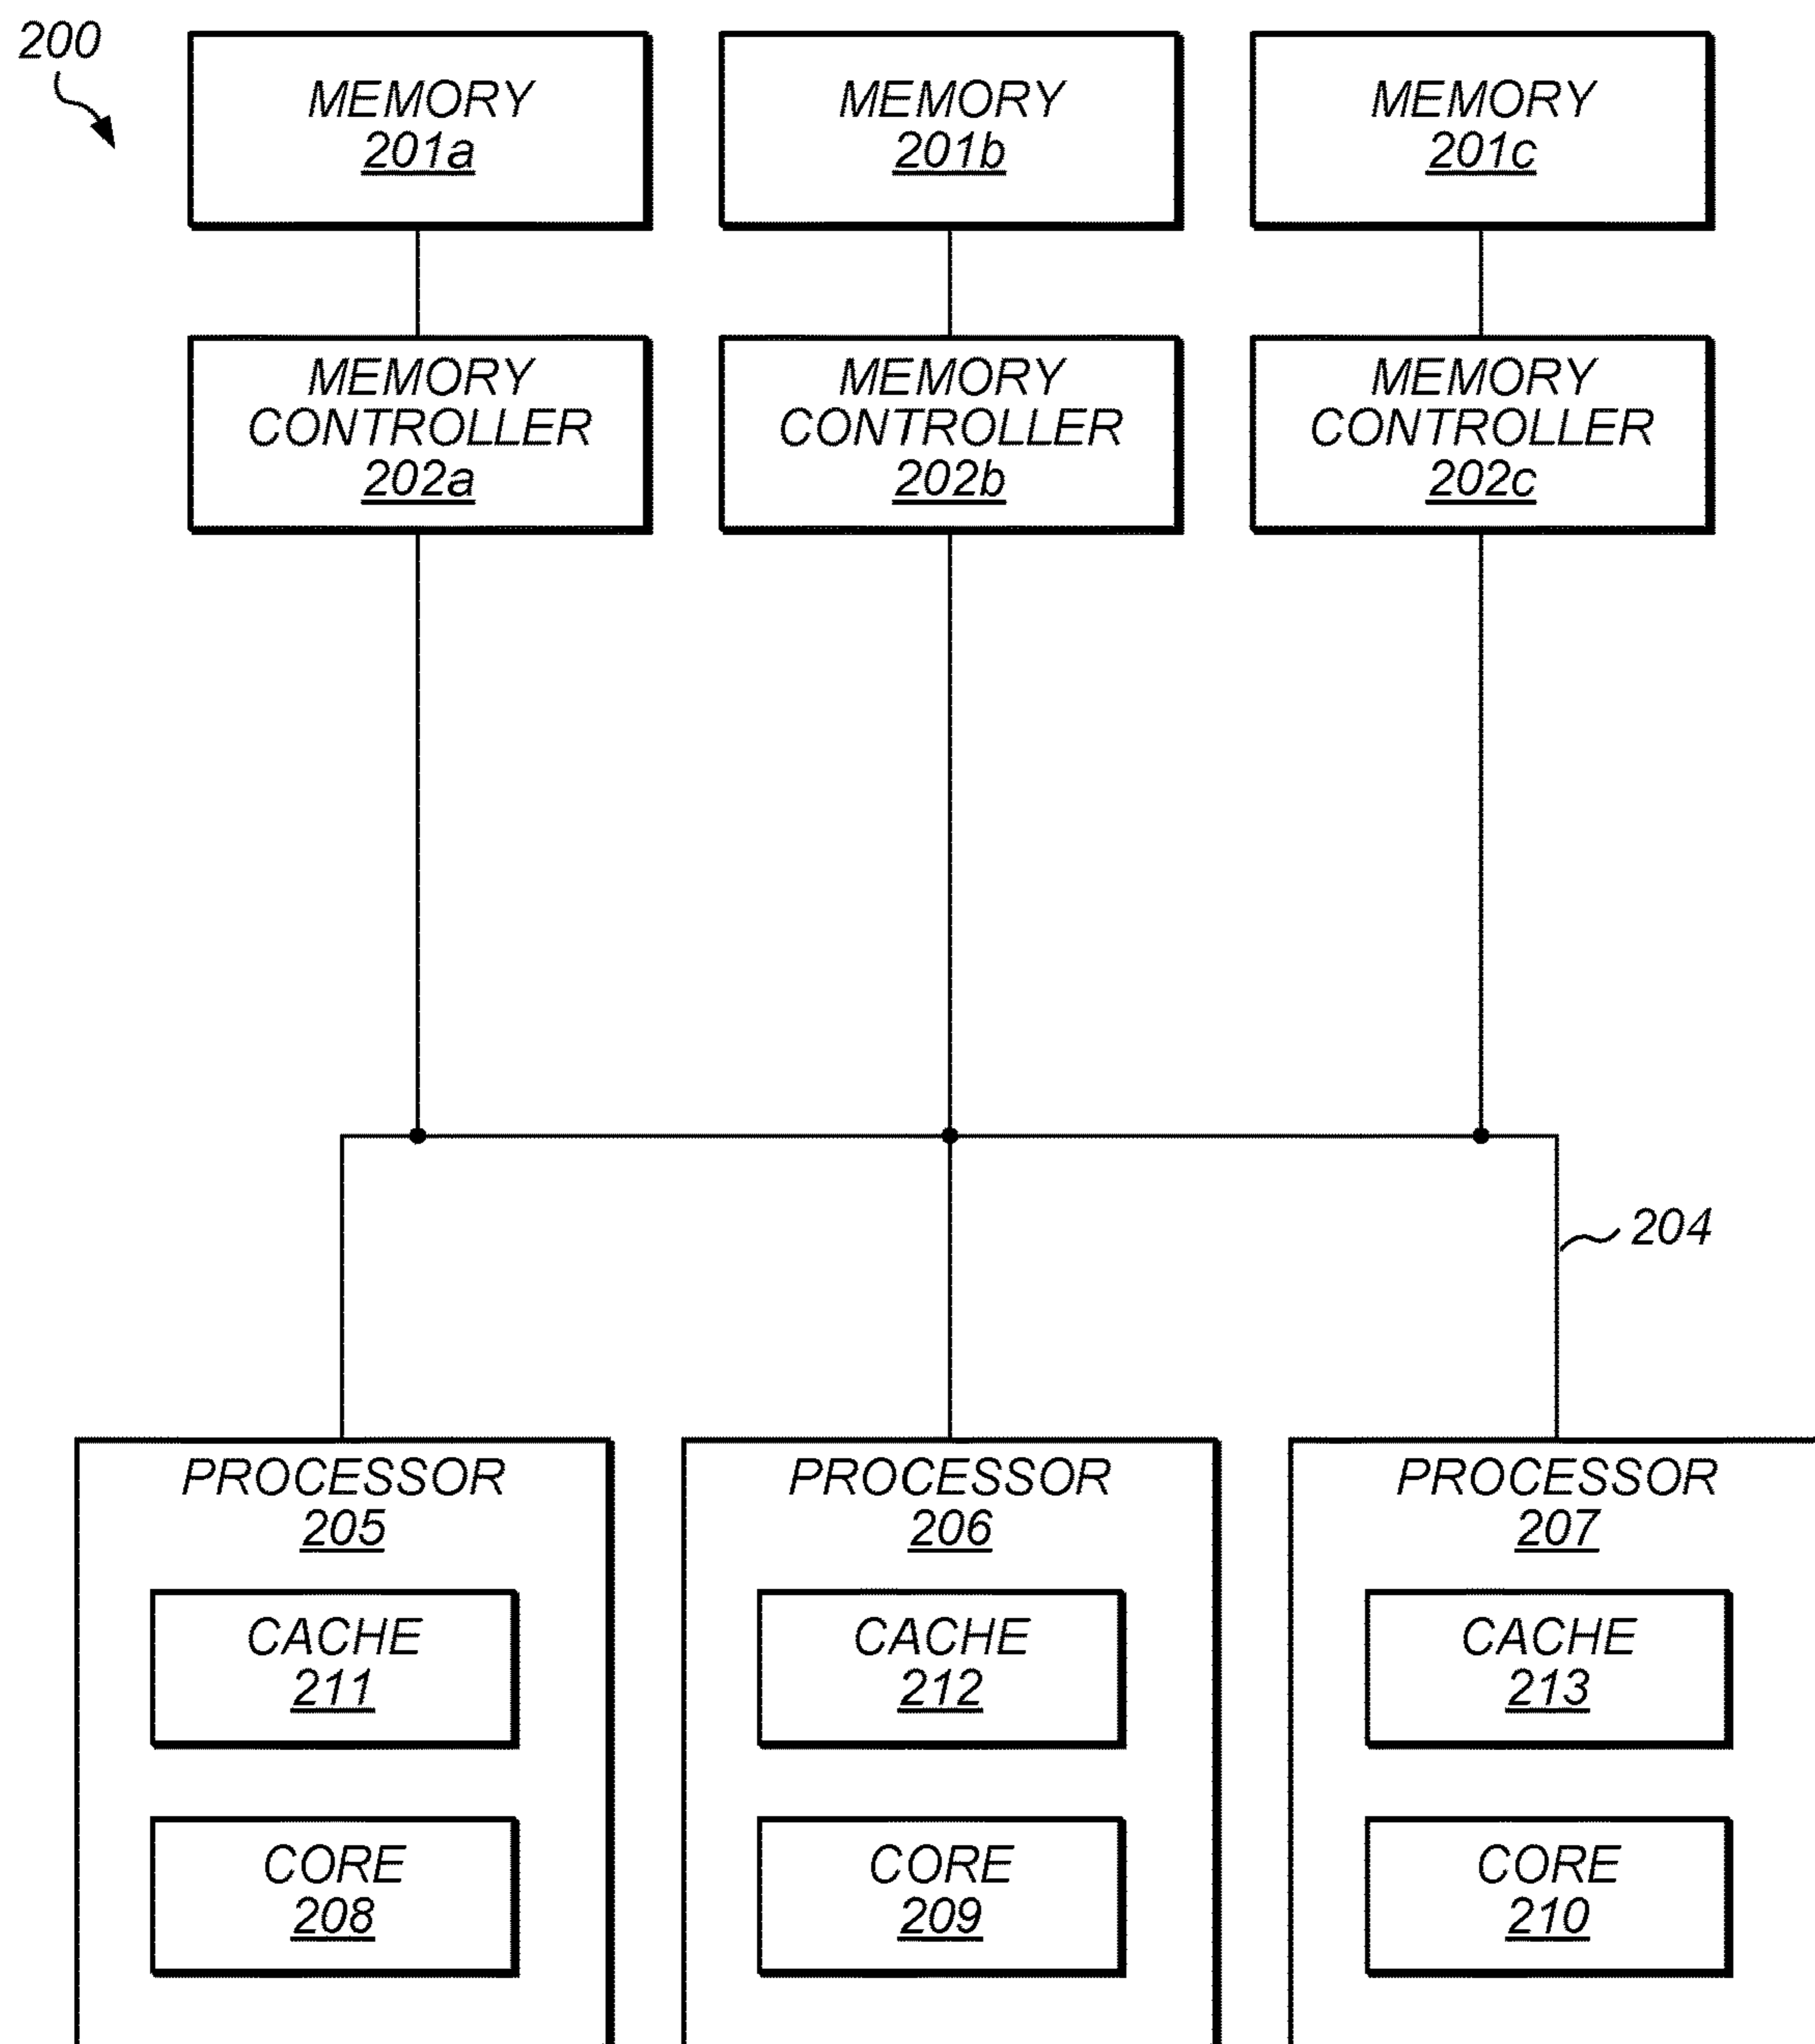 200
MEMORY
201a
MEMORY
201b
MEMORY
201c
MEMORY
CONTROLLER
202a
MEMORY
CONTROLLER
202b
MEMORY
CONTROLLER
202c
204
PROCESSOR
205
CACHE
211
CORE
208
PROCESSOR
206
CACHE
212
CORE
209
PROCESSOR
207
CACHE
213
CORE
210